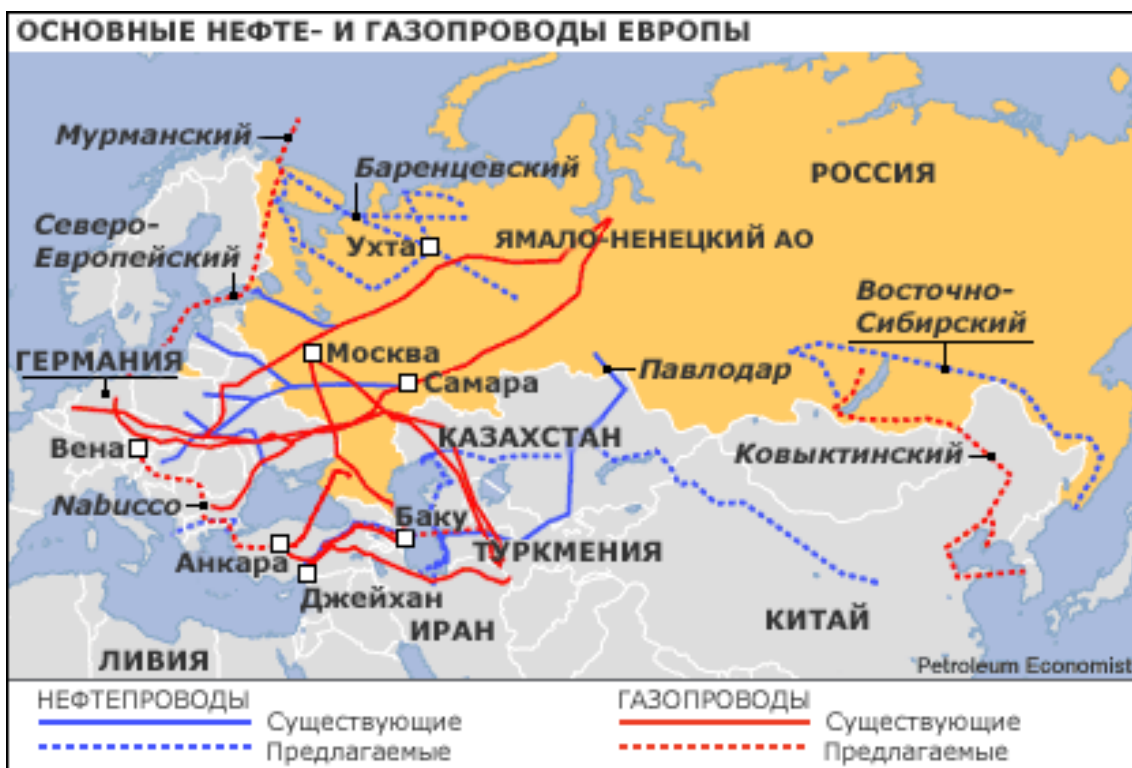 ОСНОВНЫЕ НЕФТЕ- И ГАЗОПРОВОДЫ ЕВРОПЫ
Мурманский
Баренцевский
РОССИЯ
Северо-
Европейский
Ухта
ЯМАЛО-НЕНЕЦКИЙ АО
Восточно-
Сибирский
ГЕРМАНИЯ
Москва
Павлодар
Самара
Вена
КАЗАХСТАН
Ковыктинский
Nabucco
Баку
Анкара
ТУРКМЕНИЯ
Джейхан
ИРАН
КИТАЙ
ЛИВИЯ
Petroleum Economist
НЕФТЕПРОВОДЫ
Существующие
Предлагаемые
ГАЗОПРОВОДЫ
Существующие
Предлагаемые